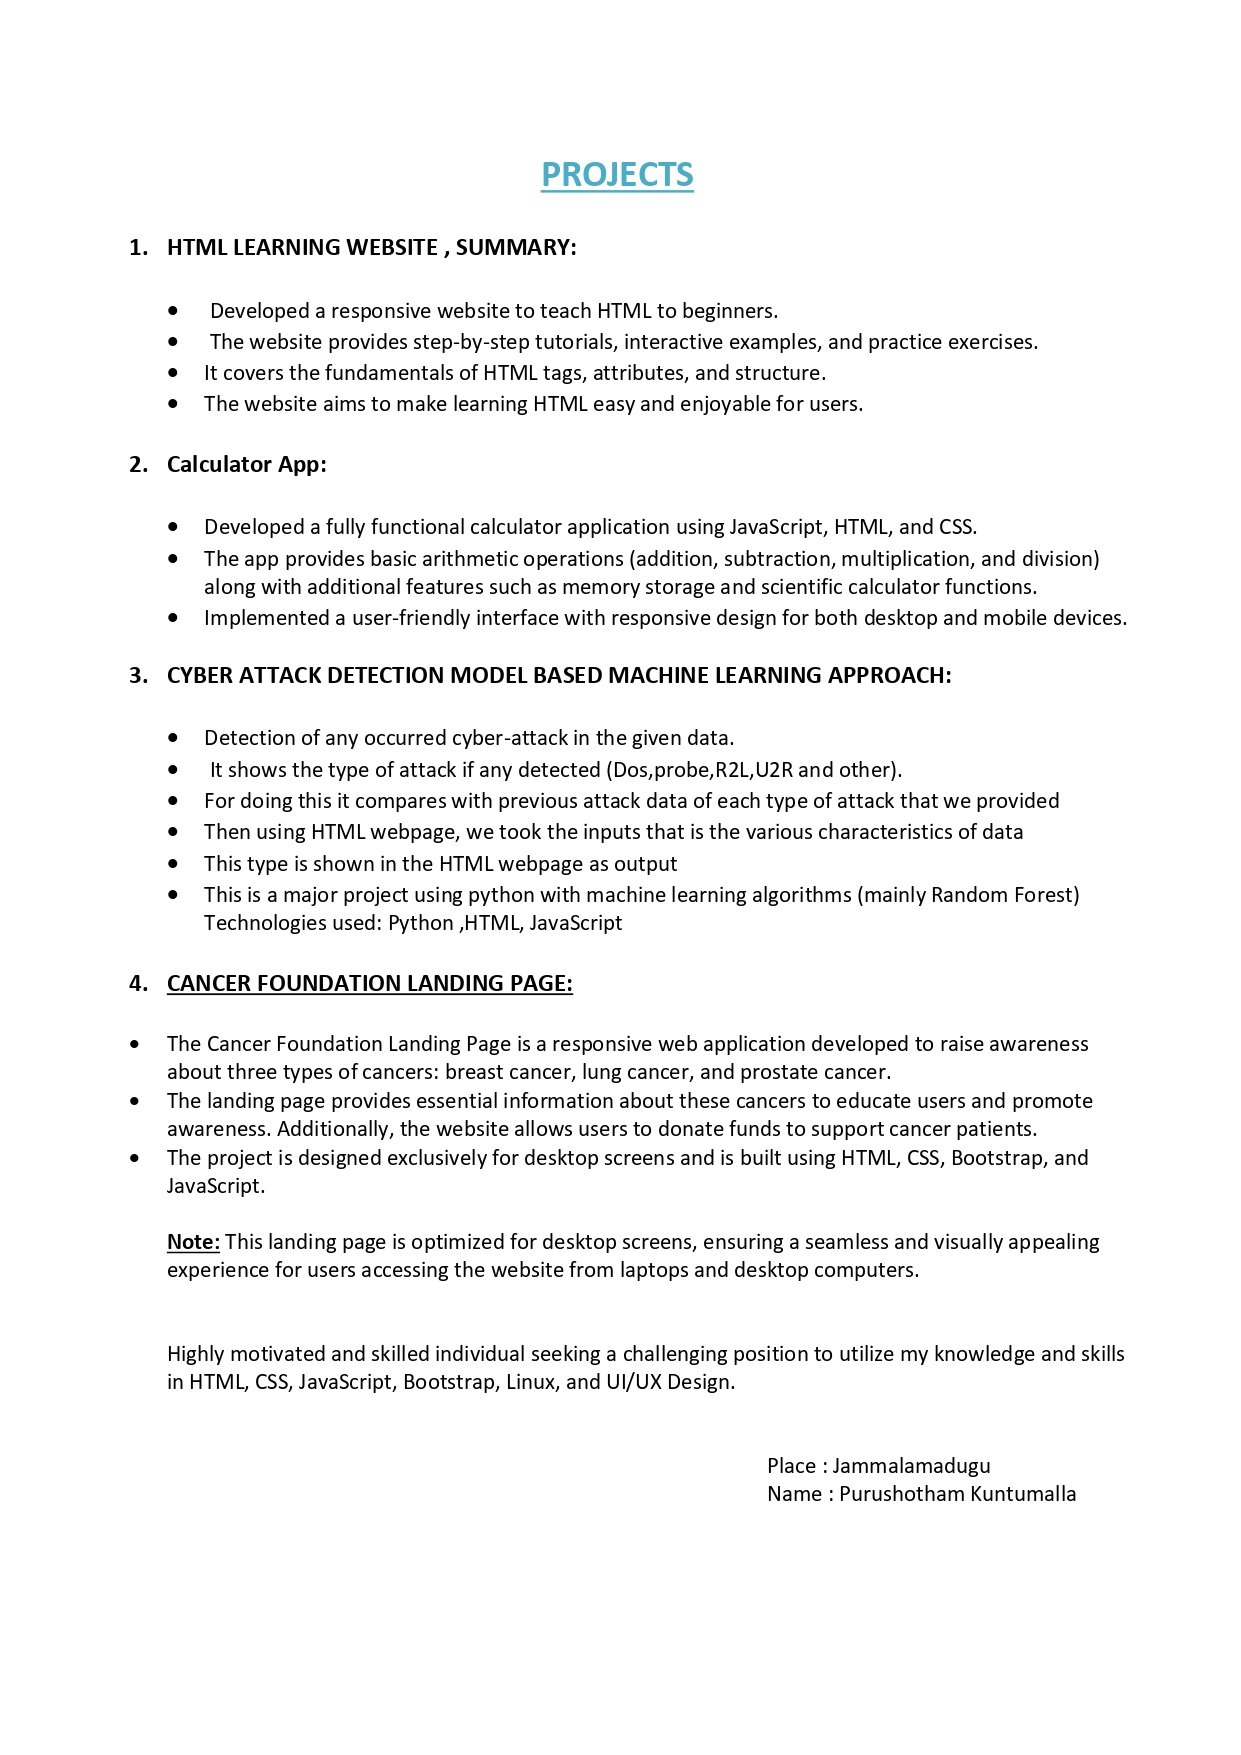 PROJECTS
1. HTML LEARNING WEBSITE , SUMMARY:
• Developed a responsive website to teach HTML to beginners.
• The website provides step-by-step tutorials, interactive examples, and practice exercises.
• It covers the fundamentals of HTML tags, attributes, and structure.
• The website aims to make learning HTML easy and enjoyable for users.
2. Calculator App:
• Developed a fully functional calculator application using JavaScript, HTML, and CSS.
• The app provides basic arithmetic operations (addition, subtraction, multiplication, and division)
along with additional features such as memory storage and scientific calculator functions.
• Implemented a user-friendly interface with responsive design for both desktop and mobile devices.
3. CYBER ATTACK DETECTION MODEL BASED MACHINE LEARNING APPROACH:
• Detection of any occurred cyber-attack in the given data.
• It shows the type of attack if any detected (Dos,probe,R2L,U2R and other).
• For doing this it compares with previous attack data of each type of attack that we provided
• Then using HTML webpage, we took the inputs that is the various characteristics of data
• This type is shown in the HTML webpage as output
• This is a major project using python with machine learning algorithms (mainly Random Forest)
Technologies used: Python ,HTML, JavaScript
4. CANCER FOUNDATION LANDING PAGE:
• The Cancer Foundation Landing Page is a responsive web application developed to raise awareness
about three types of cancers: breast cancer, lung cancer, and prostate cancer.
• The landing page provides essential information about these cancers to educate users and promote
awareness. Additionally, the website allows users to donate funds to support cancer patients.
• The project is designed exclusively for desktop screens and is built using HTML, CSS, Bootstrap, and
JavaScript.
Note: This landing page is optimized for desktop screens, ensuring a seamless and visually appealing
experience for users accessing the website from laptops and desktop computers.
Highly motivated and skilled individual seeking a challenging position to utilize my knowledge and skills
in HTML, CSS, JavaScript, Bootstrap, Linux, and UI/UX Design.
Place : Jammalamadugu
Name : Purushotham Kuntumalla